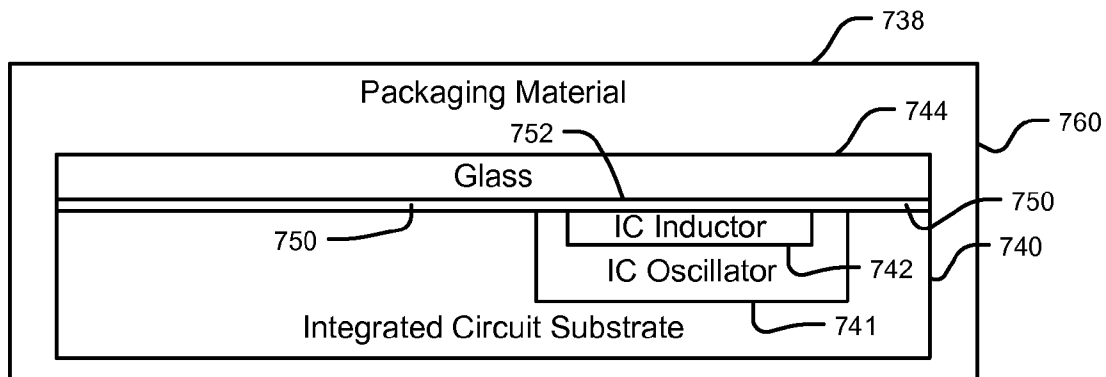 738
Packaging Material
744
752
760
Glass
750
750
IC Inductor
740
IC Oscillator
742
Integrated Circuit Substrate
741